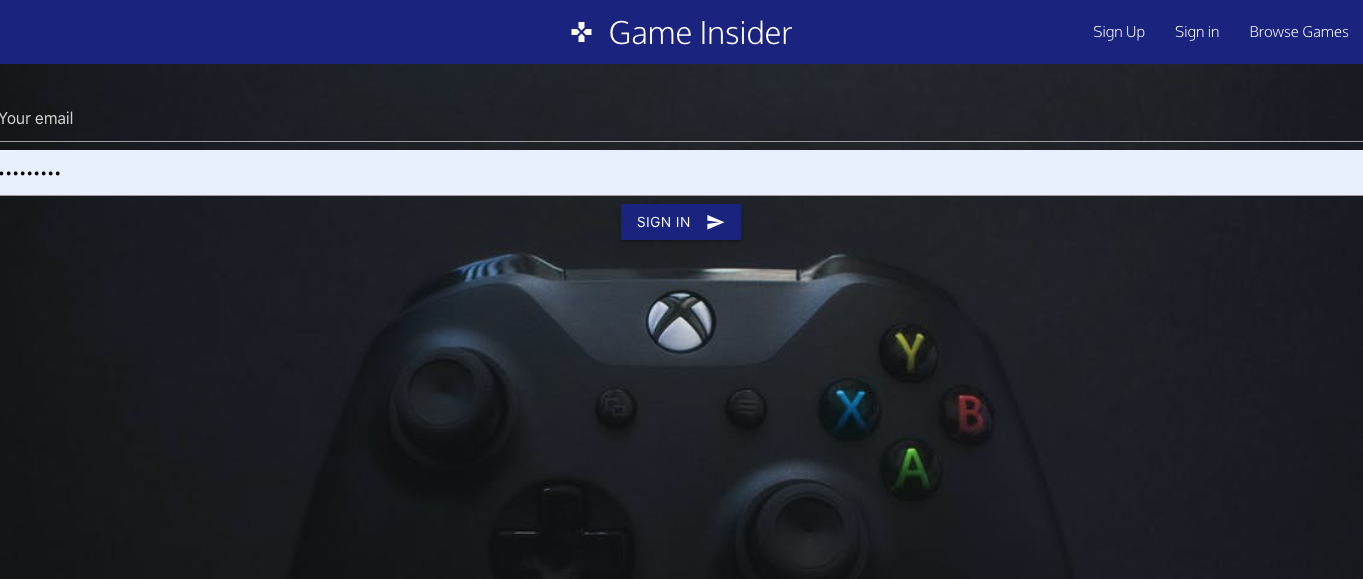 Game Insider
Sign Up Sign in Browse Games
Your email
•••••••••
SIGN IN
Y
X B
A